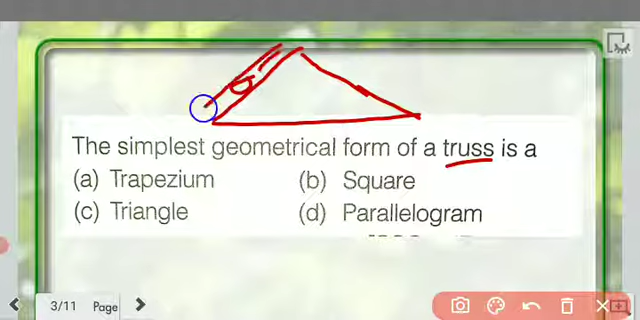 The simplest geometrical form of a truss is a
(a) Trapezium (b) Square
(c) Triangle (d) Parallelogram
3/11 Page